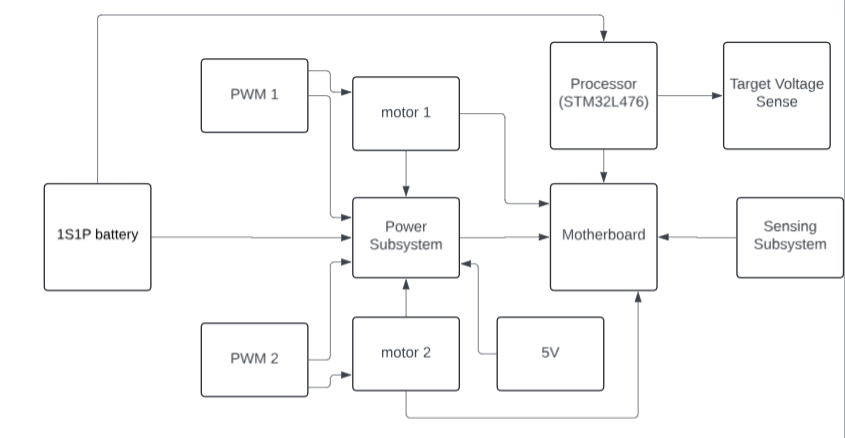 PWM 1
motor 1
Processor
(STM32L476)
Target Voltage
Sense
1S1P battery
Power
Subsystem
Motherboard
Sensing
Subsystem
PWM 2
motor 2
5V